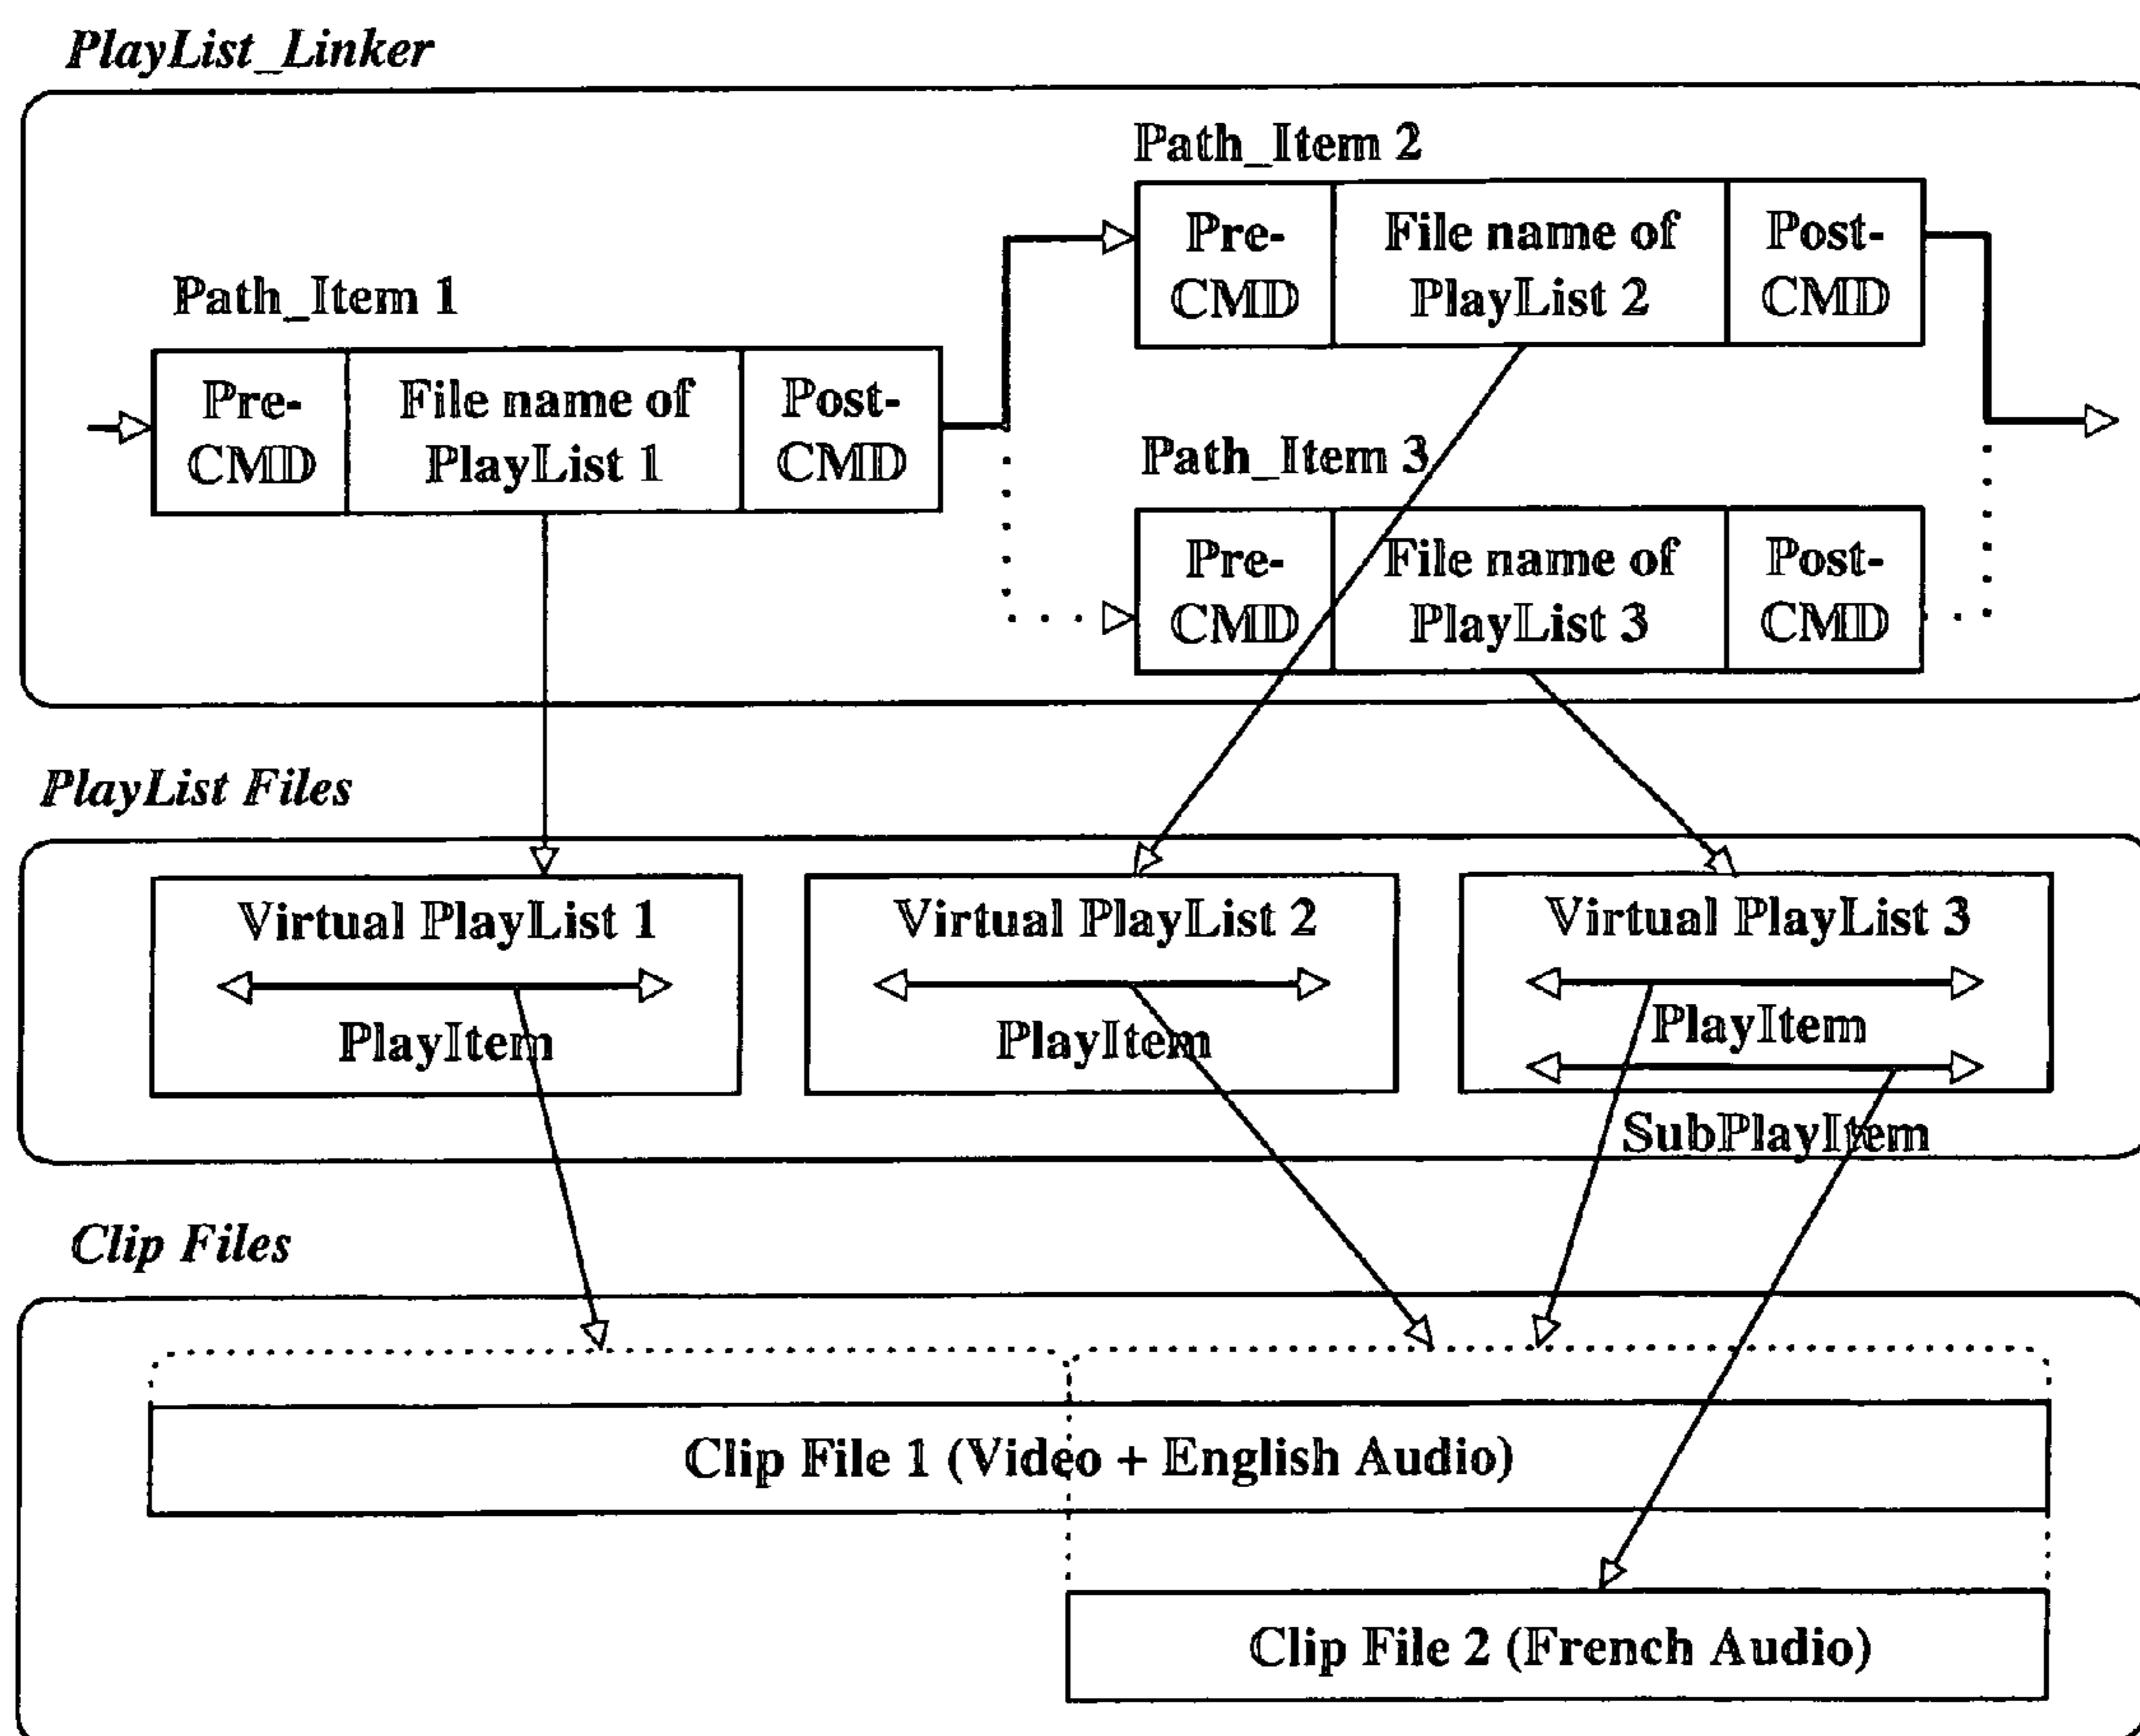 PlayList_Linker
Path_Item 2
Pre-
CMD
File name of
PlayList 2
Post-
CMD
Path_Item 1
Pre-
CMD
File name of
PlayList 1
Post-
CMD
Path_Item 3
Pre-
CMD
File name of
PlayList 3
Post-
CMD
PlayList Files
Virtual PlayList 1
PlayItem
Virtual PlayList 2
PlayItem
Virtual PlayList 3
PlayItem
SubPlayItem
Clip Files
Clip File 1 (Video + English Audio)
Clip File 2 (French Audio)